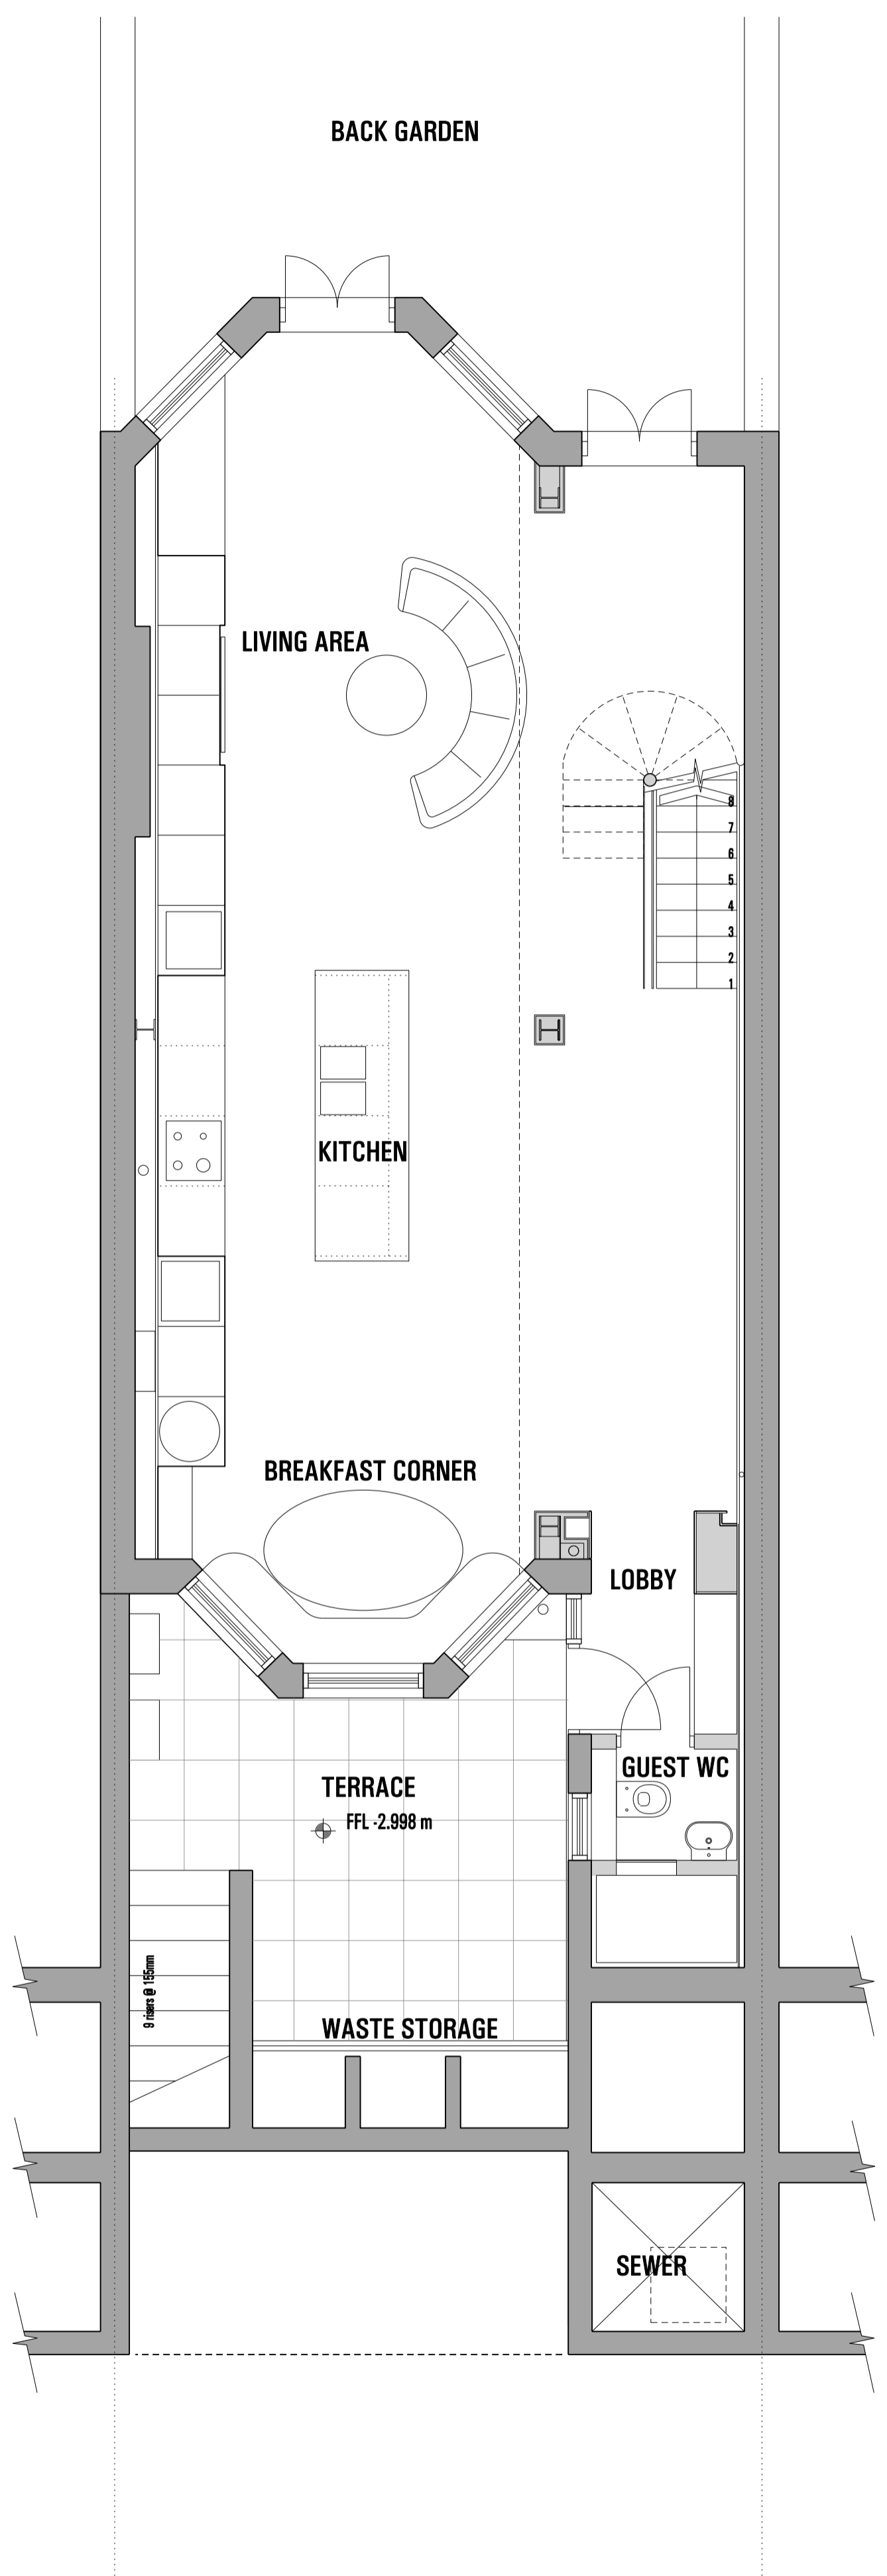 BACK GARDEN
LIVING AREA
8
7
6
5
4
3
2
1
KITCHEN
BREAKFAST CORNER
LOBBY
GUEST WC
TERRACE
FFL -2.998 m
9 risers @ 155mm
WASTE STORAGE
SEWER